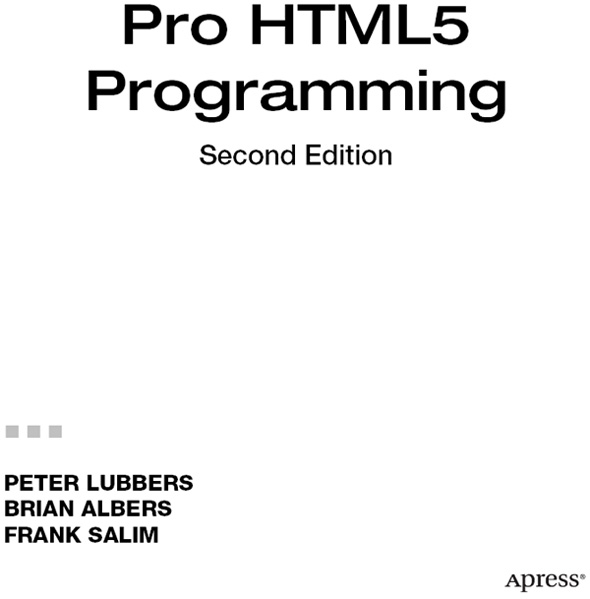 Pro HTML5
Programming
Second Edition
PETER LUBBERS
BRIAN ALBERS
FRANK SALIM
Apress®